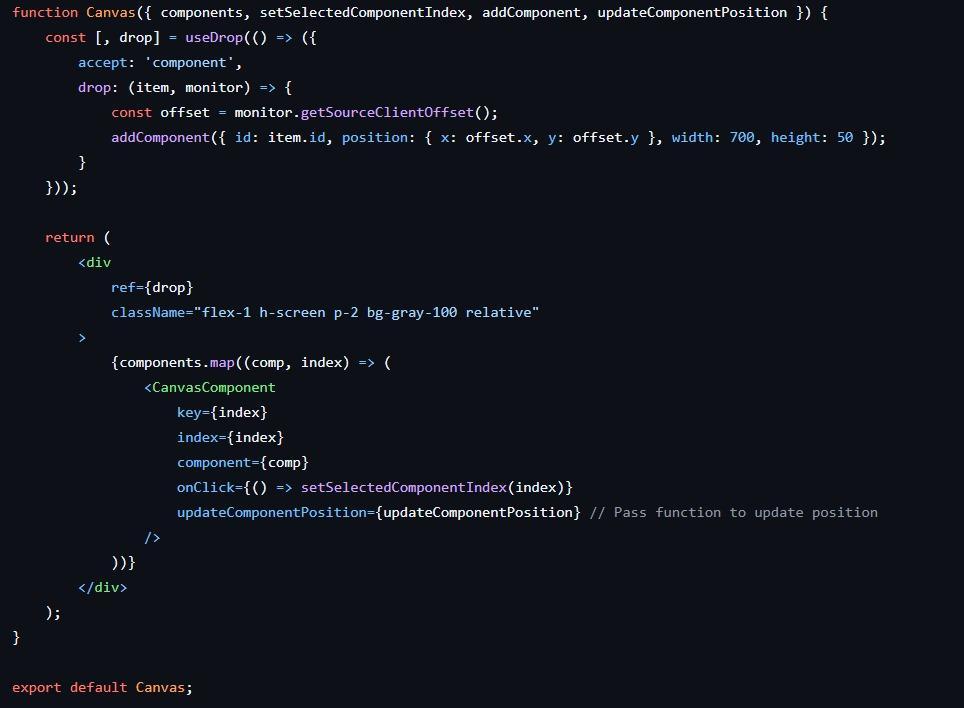 function Canvas({ components, setSelectedComponentIndex, addComponent, updateComponentPosition }) {
    const [, drop] = useDrop(() => ({
        accept: 'component',
        drop: (item, monitor) => {
            const offset = monitor.getSourceClientOffset();
            addComponent({ id: item.id, position: { x: offset.x, y: offset.y }, width: 700, height: 50 });
        }
    }));

    return (
        <div
            ref={drop}
            className="flex-1 h-screen p-2 bg-gray-100 relative"
        >
            {components.map((comp, index) => (
                <CanvasComponent
                    key={index}
                    index={index}
                    component={comp}
                    onClick={() => setSelectedComponentIndex(index)}
                    updateComponentPosition={updateComponentPosition} // Pass function to update position
                />
            ))}
        </div>
    );
}

export default Canvas;